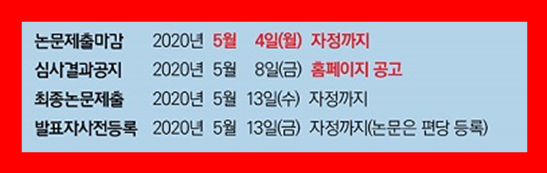 논문제출마감 2020년 5월 4일(월) 자정까지
심사결과공지 2020년 5월 8일(금) 홈페이지 공고
최종논문제출 2020년 5월 13일(수) 자정까지
발표자사전등록 2020년 5월 13일(금) 자정까지(논문은 편당 등록)